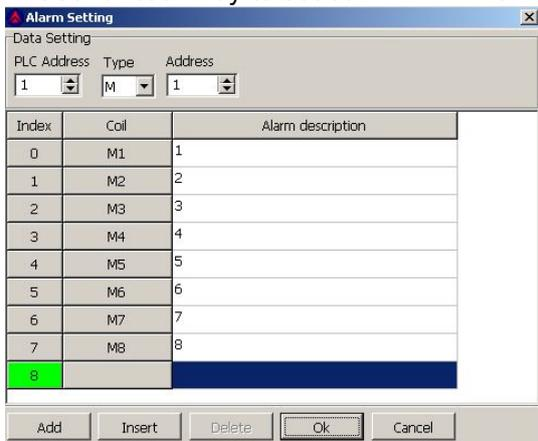 Alarm Setting
Data Setting
PLC Address Type Address
1 M 1
Index Coil Alarm description
0 M1 1
1 M2 2
2 M3 3
3 M4 4
4 M5 5
5 M6 6
6 M7 7
7 M8 8
8
Add Insert Delete Ok Cancel